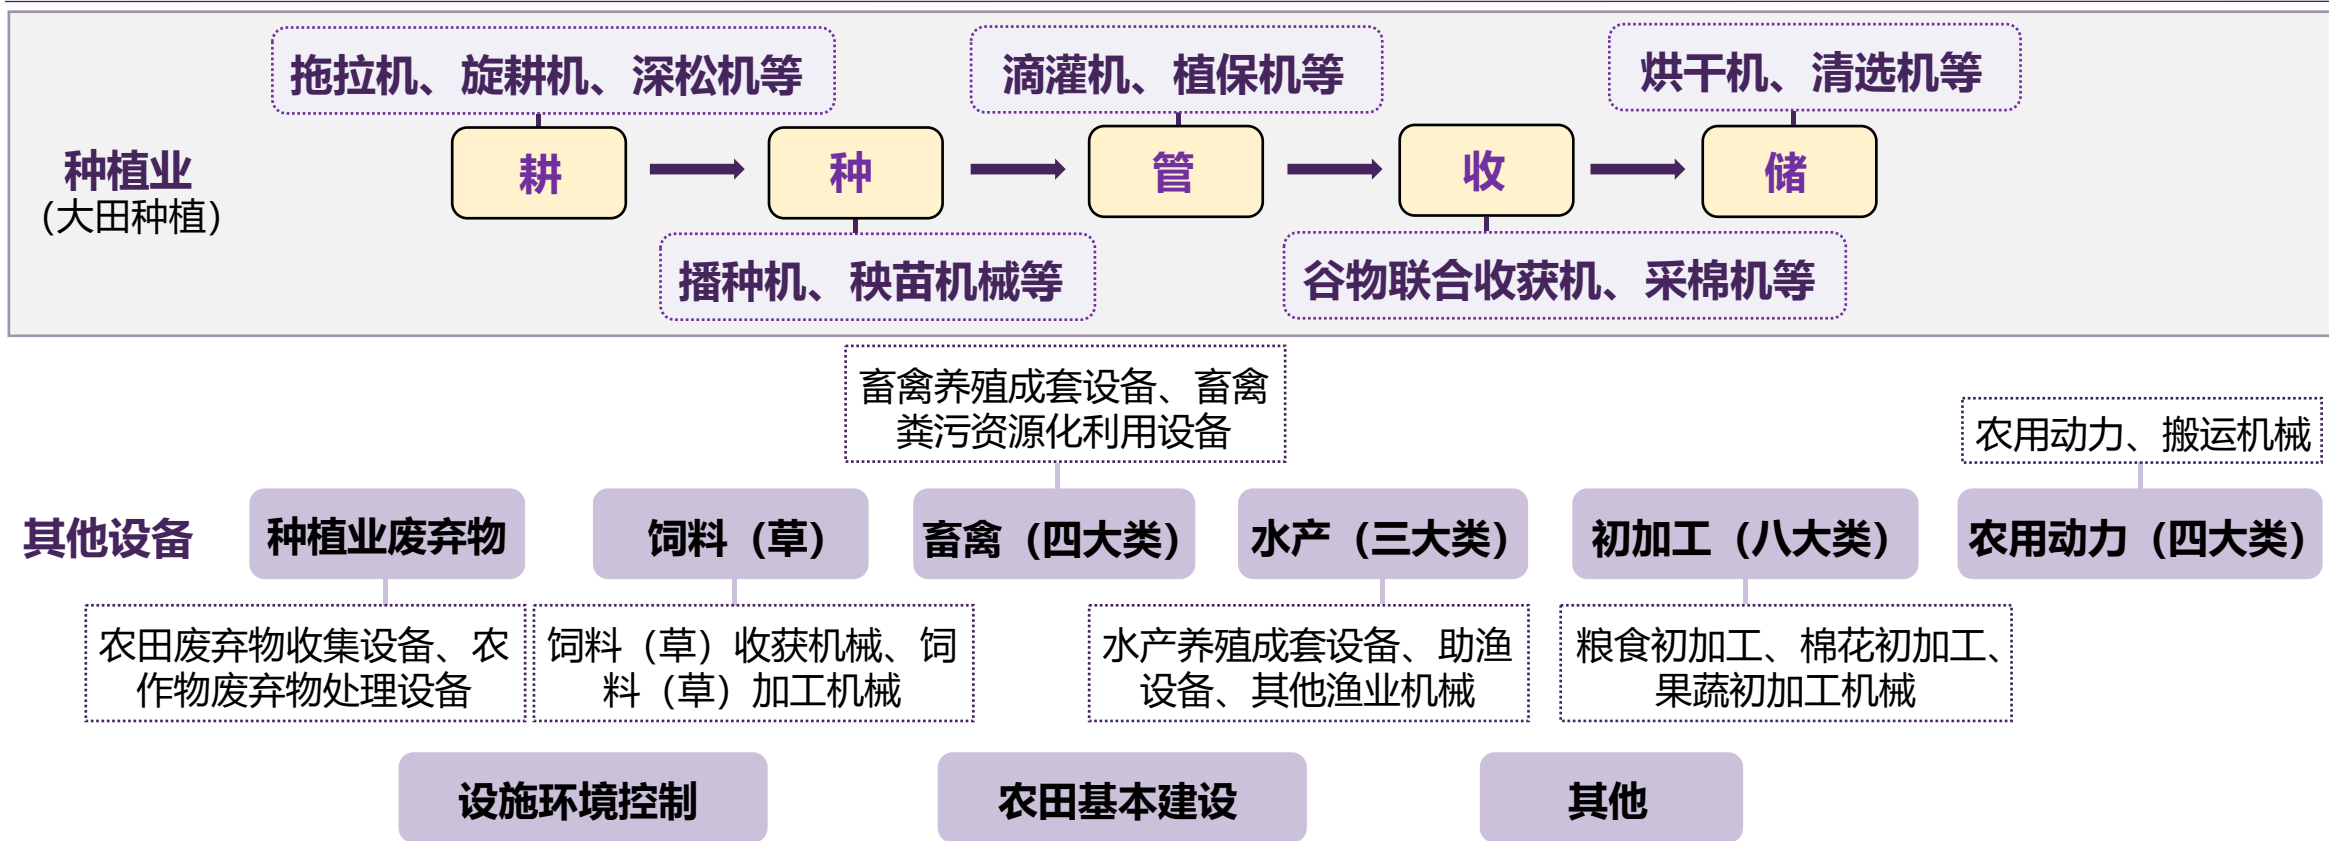 拖拉机、旋耕机、深松机等
滴灌机、植保机等
烘干机、清选机等
种植业
(大田种植)
耕
种
管
收
储
播种机、秧苗机械等
谷物联合收获机、采棉机等
畜禽养殖成套设备、畜禽
粪污资源化利用设备
农用动力、搬运机械
其他设备
种植业废弃物
饲料（草）
畜禽（四大类）
水产（三大类）
初加工（八大类）
农用动力（四大类）
农田废弃物收集设备、农
作物废弃物处理设备
饲料（草）收获机械、饲
料（草）加工机械
水产养殖成套设备、助渔
设备、其他渔业机械
粮食初加工、棉花初加工、
果蔬初加工机械
设施环境控制
农田基本建设
其他